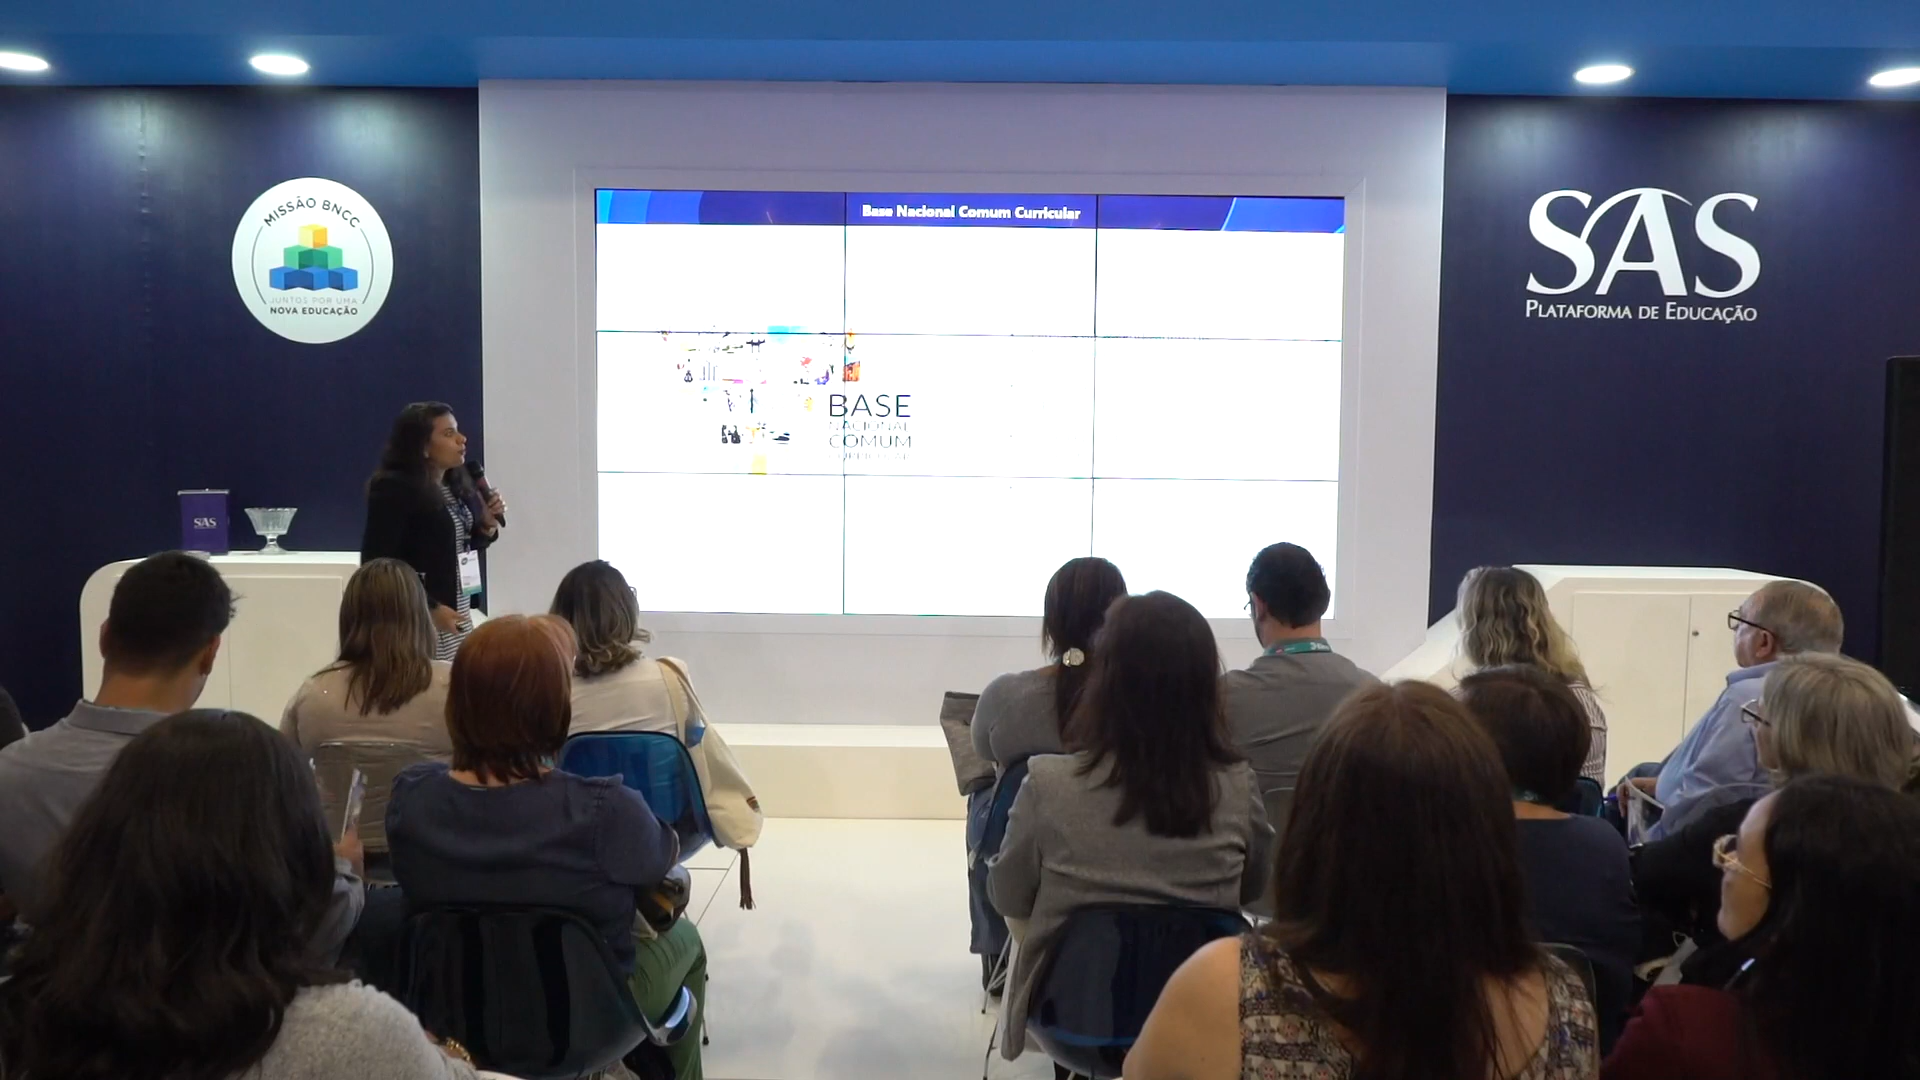 MISSÃO BNCC
JUNTOS POR UMA
NOVA EDUCAÇÃO
Base Nacional Comum Curricular
BASE
NACIONAL
COMUM
CURRICULAR
SAS
PLATAFORMA DE EDUCAÇÃO
SAS